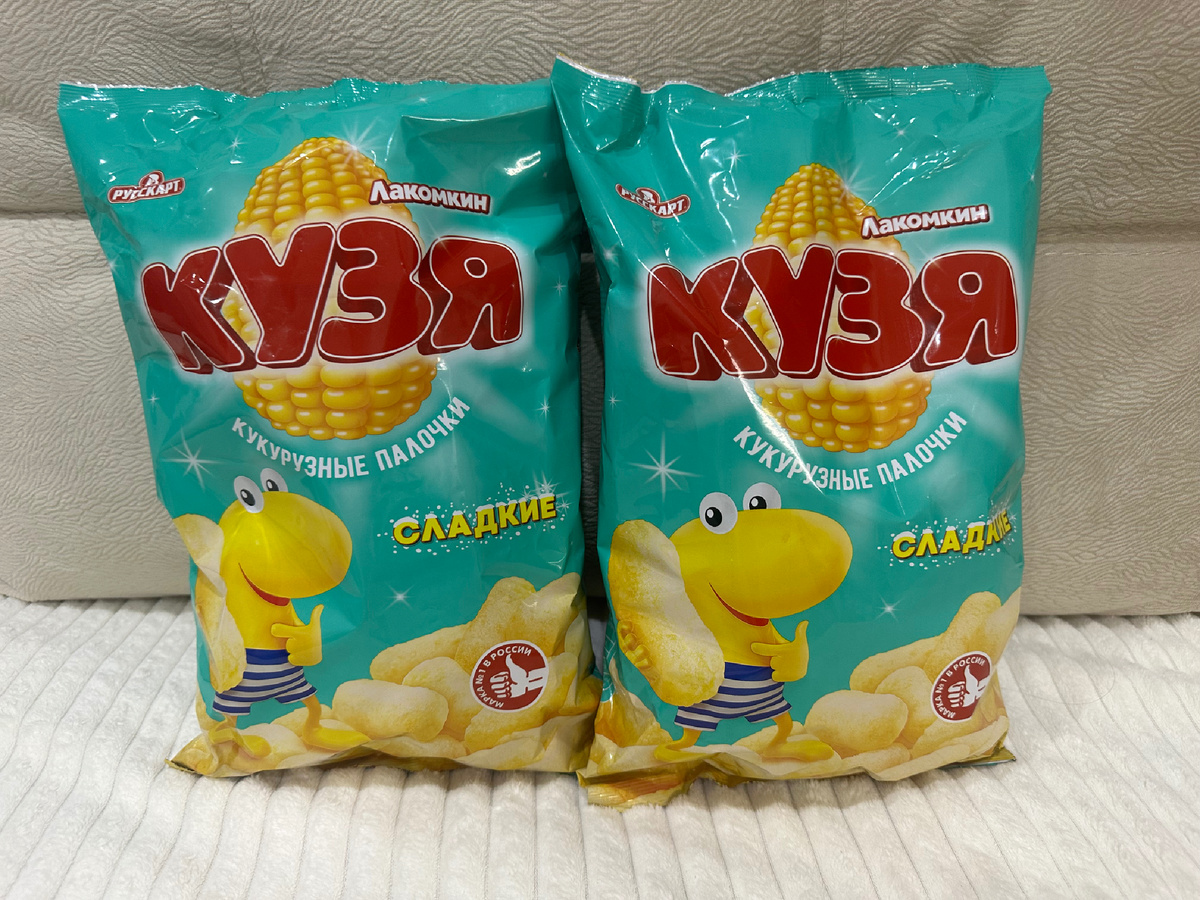 РУССКАРТ
Лакомкин
КУЗЯ
КУКУРУЗНЫЕ ПАЛОЧКИ
СЛАДКИЕ
МАРКА №1 В РОССИИ
РУССКАРТ
Лакомкин
КУЗЯ
КУКУРУЗНЫЕ ПАЛОЧКИ
СЛАДКИЕ
МАРКА №1 В РОССИИ